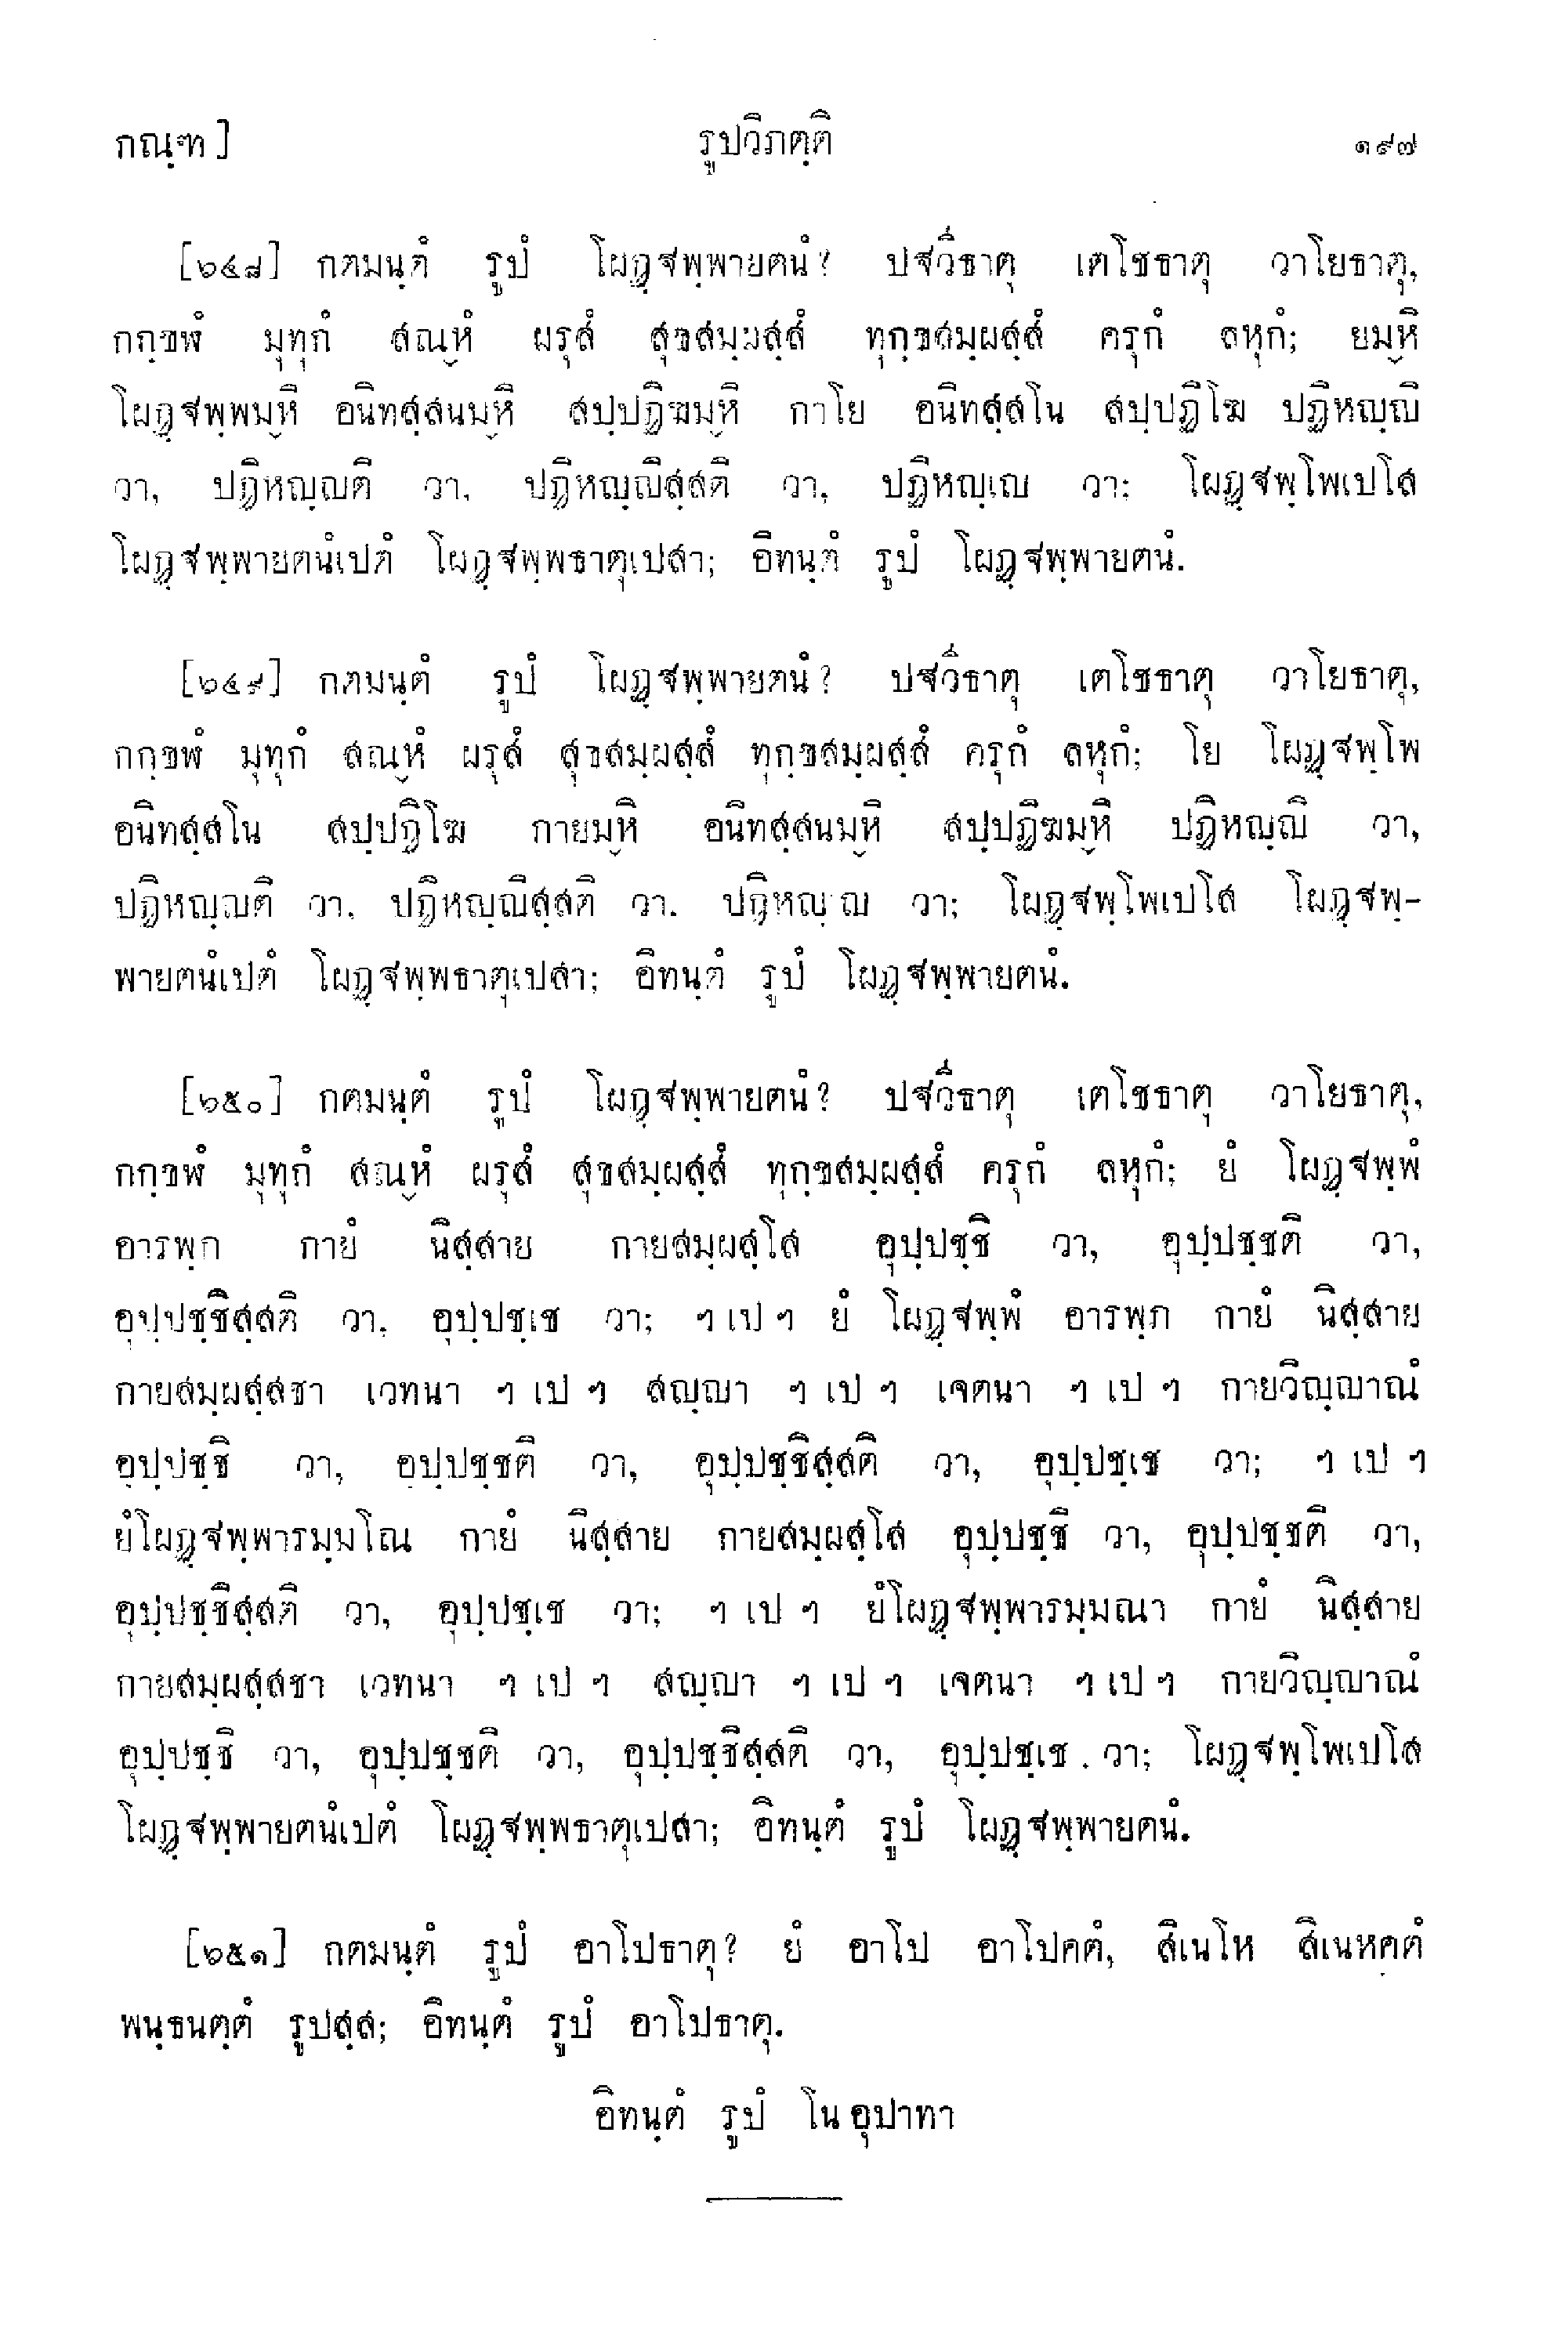 กณฺฑ]	รูปวิภตฺติ	๑๙๗
[๖๔๘] กตมนฺตํ รูปํ โผฏฺฐพฺพายตนํ? ปฐวีธาตุ เตโชธาตุ วาโยธาตุ,
กกฺขฬํ มุทุกํ สณฺหํ ผรุสํ สุขสมฺผสฺสํ ทุกฺขสมฺผสฺสํ ครุกํ ลหุกํ; ยมฺหิ
โผฏฺฐพฺพมฺหิ อนิทสฺสนมฺหิ สปฺปฏิฆมฺหิ กาโย อนิทสฺสโน สปฺปฏิโฆ ปฏิหญฺญิ
วา, ปฏิหญฺญติ วา, ปฏิหญฺญิสฺสติ วา, ปฏิหญฺเญ วา; โผฏฺฐพฺโพเปโส
โผฏฺฐพฺพายตนํเปตํ โผฏฺฐพฺพธาตุเปสา; อิทนฺตํ รูปํ โผฏฺฐพฺพายตนํ.
[๖๔๙] กตมนฺตํ รูปํ โผฏฺฐพฺพายตนํ? ปฐวีธาตุ เตโชธาตุ วาโยธาตุ,
กกฺขฬํ มุทุกํ สณฺหํ ผรุสํ สุขสมฺผสฺสํ ทุกฺขสมฺผสฺสํ ครุกํ ลหุกํ; โย โผฏฺฐพฺโพ
อนิทสฺสโน สปฺปฏิโฆ กายมฺหิ อนิทสฺสนมฺหิ สปฺปฏิฆมฺหิ ปฏิหญฺญิ วา,
ปฏิหญฺญติ วา, ปฏิหญฺญิสฺสติ วา, ปฏิหญฺเญ วา; โผฏฺฐพฺโพเปโส โผฏฺฐพฺ-
พายตนํเปตํ โผฏฺฐพฺพธาตุเปสา; อิทนฺตํ รูปํ โผฏฺฐพฺพายตนํ.
[๖๕๐] กตมนฺตํ รูปํ โผฏฺฐพฺพายตนํ? ปฐวีธาตุ เตโชธาตุ วาโยธาตุ,
กกฺขฬํ มุทุกํ สณฺหํ ผรุสํ สุขสมฺผสฺสํ ทุกฺขสมฺผสฺสํ ครุกํ ลหุกํ; ยํ โผฏฺฐพฺพํ
อารพฺภ กายํ นิสฺสาย กายสมฺผสฺโส อุปฺปชฺชิ วา, อุปฺปชฺชติ วา,
อุปฺปชฺชิสฺสติ วา, อุปฺปชฺเช วา; ฯ เป ฯ ยํ โผฏฺฐพฺพํ อารพฺภ กายํ นิสฺสาย
กายสมฺผสฺสชา เวทนา ฯ เป ฯ สญฺญา ฯ เป ฯ เจตนา ฯ เป ฯ กายวิญฺญาณํ
อุปฺปชฺชิ วา, อุปฺปชฺชติ วา, อุปฺปชฺชิสฺสติ วา, อุปฺปชฺเช วา; ฯ เป ฯ
ยํโผฏฺฐพฺพารมฺมโณ กายํ นิสฺสาย กายสมฺผสฺโส อุปฺปชฺชิ วา, อุปฺปชฺชติ วา,
อุปฺปชฺชิสฺสติ วา, อุปฺปชฺเช วา; ฯ เป ฯ ยํโผฏฺฐพฺพารมฺมณา กายํ นิสฺสาย
กายสมฺผสฺสชา เวทนา ฯ เป ฯ สญฺญา ฯ เป ฯ เจตนา ฯ เป ฯ กายวิญฺญาณํ
อุปฺปชฺชิ วา, อุปฺปชฺชติ วา, อุปฺปชฺชิสฺสติ วา, อุปฺปชฺเช วา; โผฏฺฐพฺโพเปโส
โผฏฺฐพฺพายตนํเปตํ โผฏฺฐพฺพธาตุเปสา; อิทนฺตํ รูปํ โผฏฺฐพฺพายตนํ.
[๖๕๑] กตมนฺตํ รูปํ อาโปธาตุ? ยํ อาโป อาโปคตํ, สิเนโห สิเนหคตํ
พนฺธนตฺตํ รูปสฺส; อิทนฺตํ รูปํ อาโปธาตุ.
อิทนฺตํ รูปํ โน อุปาทา